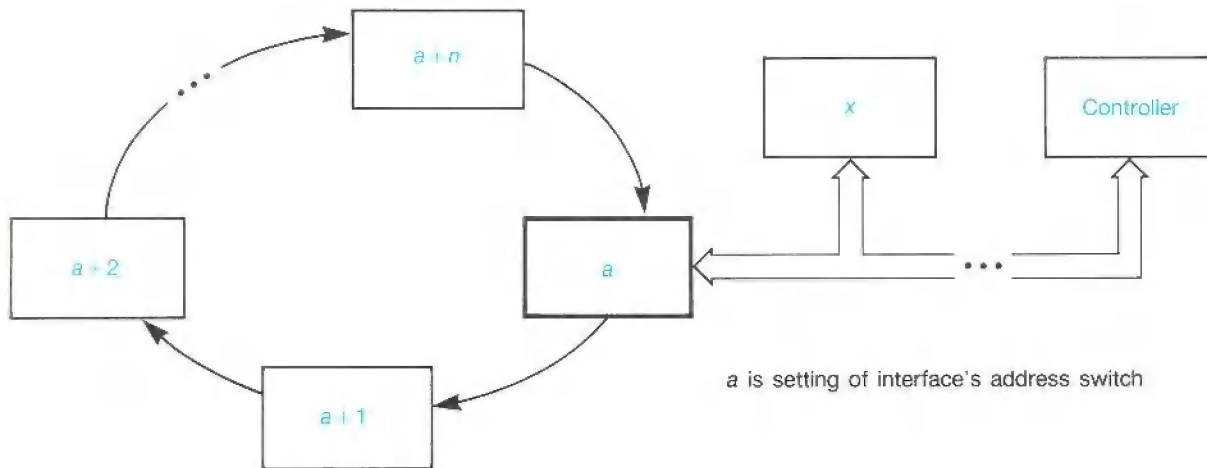 a + n
x
Controller
a + 2
a
a is setting of interface's address switch
a + 1